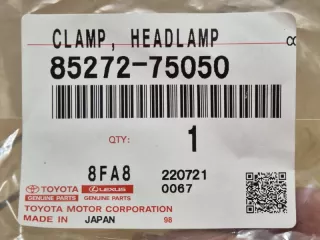 CLAMP, HEADLAMP
85272-75050
QTY: 1
8FA8 220721
0067
TOYOTA LEXUS
GENUINE PARTS GENUINE PARTS
TOYOTA MOTOR CORPORATION
MADE IN JAPAN 98